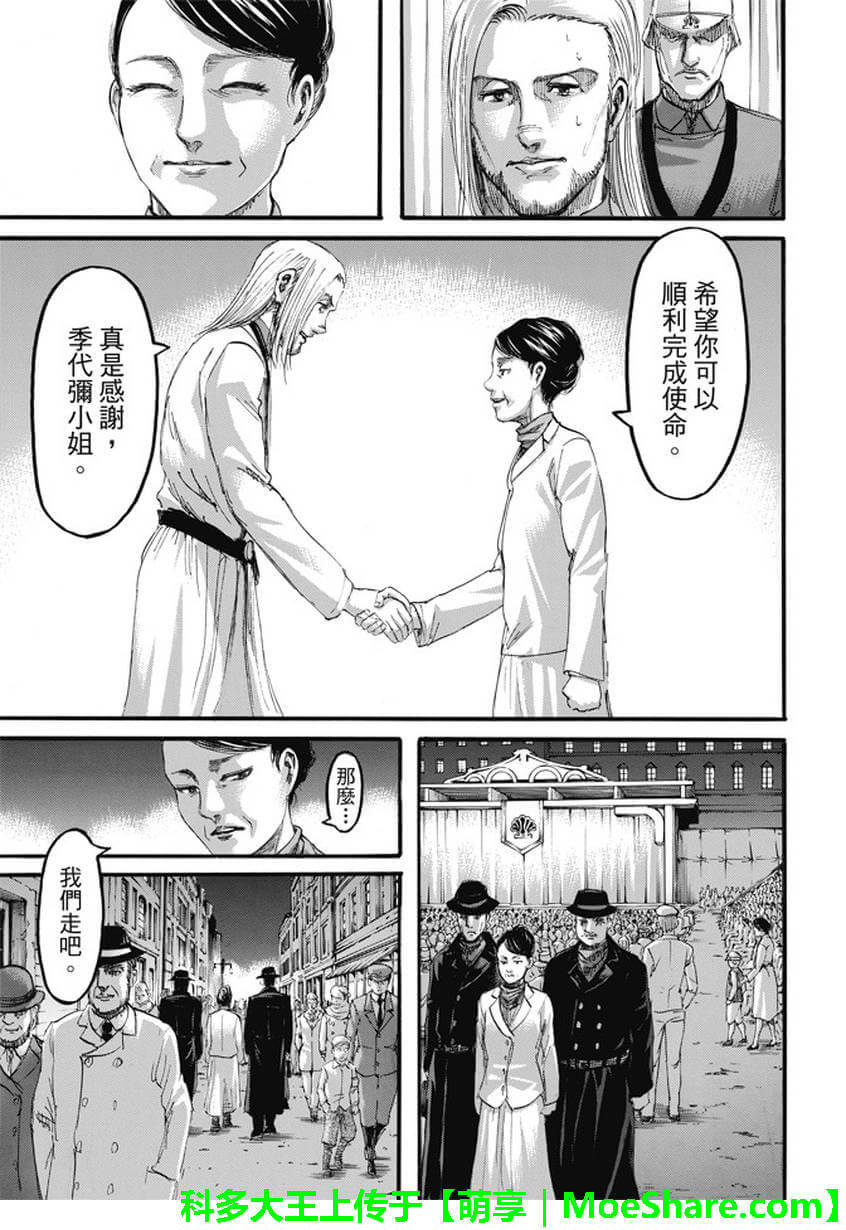 希望你可以
順利完成使命。
真是感謝，
季代彌小姐。
那麼…
我們走吧。
科多大王上传于【萌享｜MoeShare.com】